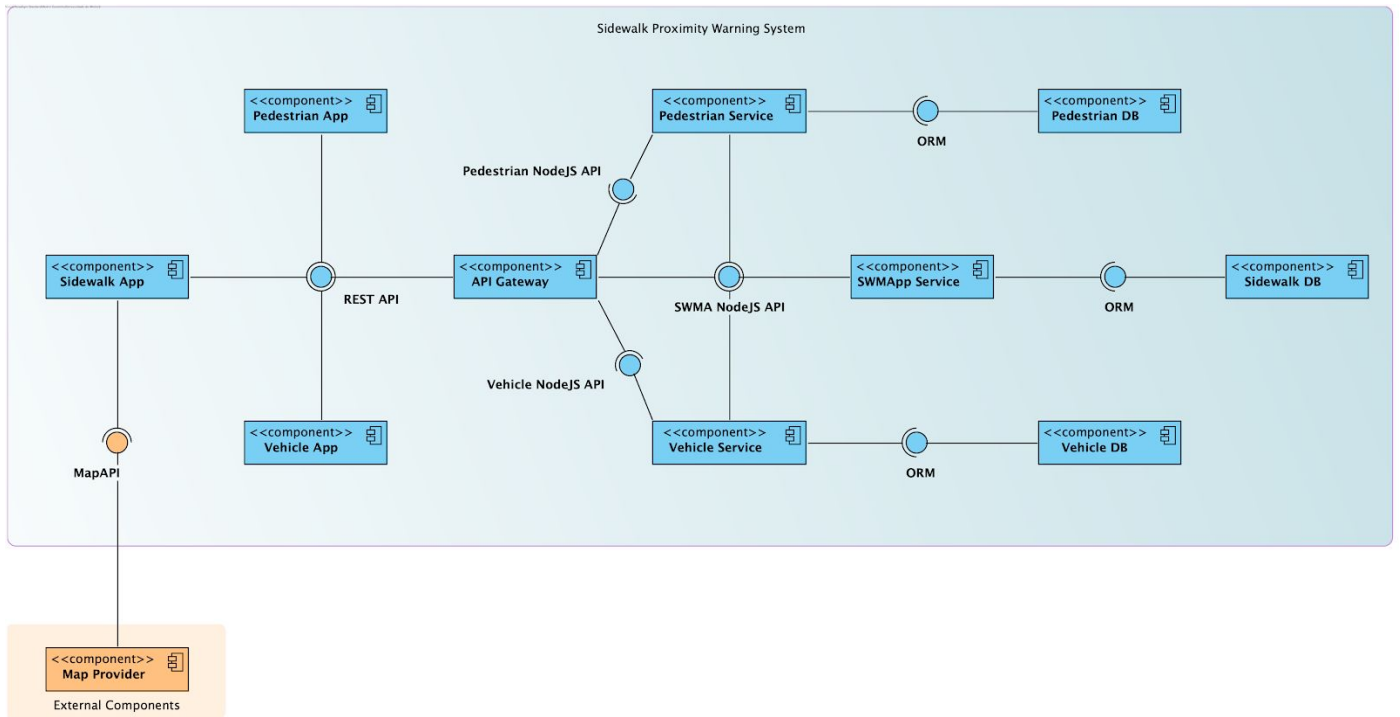 Sidewalk Proximity Warning System
<<component>>
Pedestrian App
<<component>>
Pedestrian Service
ORM
<<component>>
Pedestrian DB
Pedestrian NodeJS API
<<component>>
Sidewalk App
REST API
<<component>>
API Gateway
SWMA NodeJS API
<<component>>
SWMApp Service
ORM
<<component>>
Sidewalk DB
Vehicle NodeJS API
<<component>>
Vehicle App
<<component>>
Vehicle Service
ORM
<<component>>
Vehicle DB
MapAPI
<<component>>
Map Provider
External Components